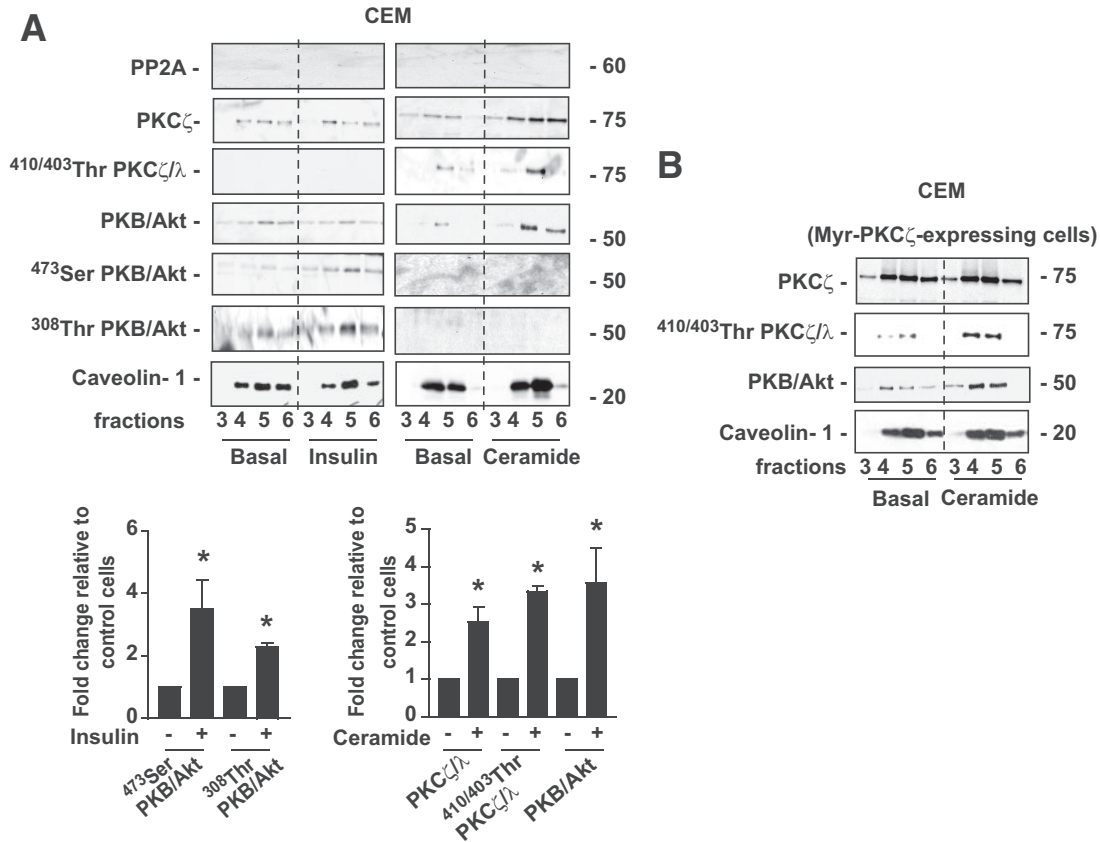 A
CEM
PP2A - - 60
PKCζ- - 75
410/403Thr PKCζ/λ - - 75
PKB/Akt - - 50
473Ser PKB/Akt - - 50
308Thr PKB/Akt - - 50
Caveolin- 1 - - 20
fractions 3 4 5 6 3 4 5 6 3 4 5 6 3 4 5 6
Basal Insulin Basal Ceramide
B
CEM
(Myr-PKCζ-expressing cells)
PKCζ - - 75
410/403Thr PKCζ/λ - - 75
PKB/Akt - - 50
Caveolin- 1 - - 20
fractions 3 4 5 6 3 4 5 6
Basal Ceramide
Fold change relative to
control cells
6
4
2
0
*
*
Insulin - + - +
473Ser
PKB/Akt
308Thr
PKB/Akt
Fold change relative to
control cells
5
4
3
2
1
0
*
*
*
Ceramide - + - + - +
PKCζ/λ
410/403Thr
PKCζ/λ
PKB/Akt